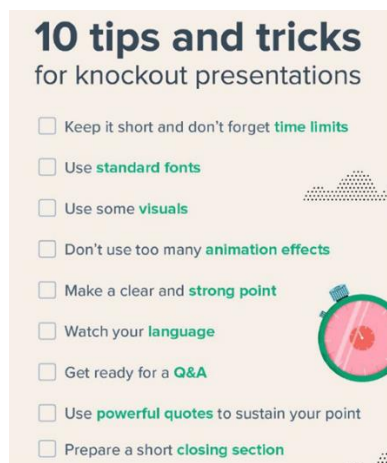 10 tips and tricks
for knockout presentations
Keep it short and don't forget time limits
Use standard fonts
Use some visuals
Don't use too many animation effects
Make a clear and strong point
Watch your language
Get ready for a Q&A
Use powerful quotes to sustain your point
Prepare a short closing section